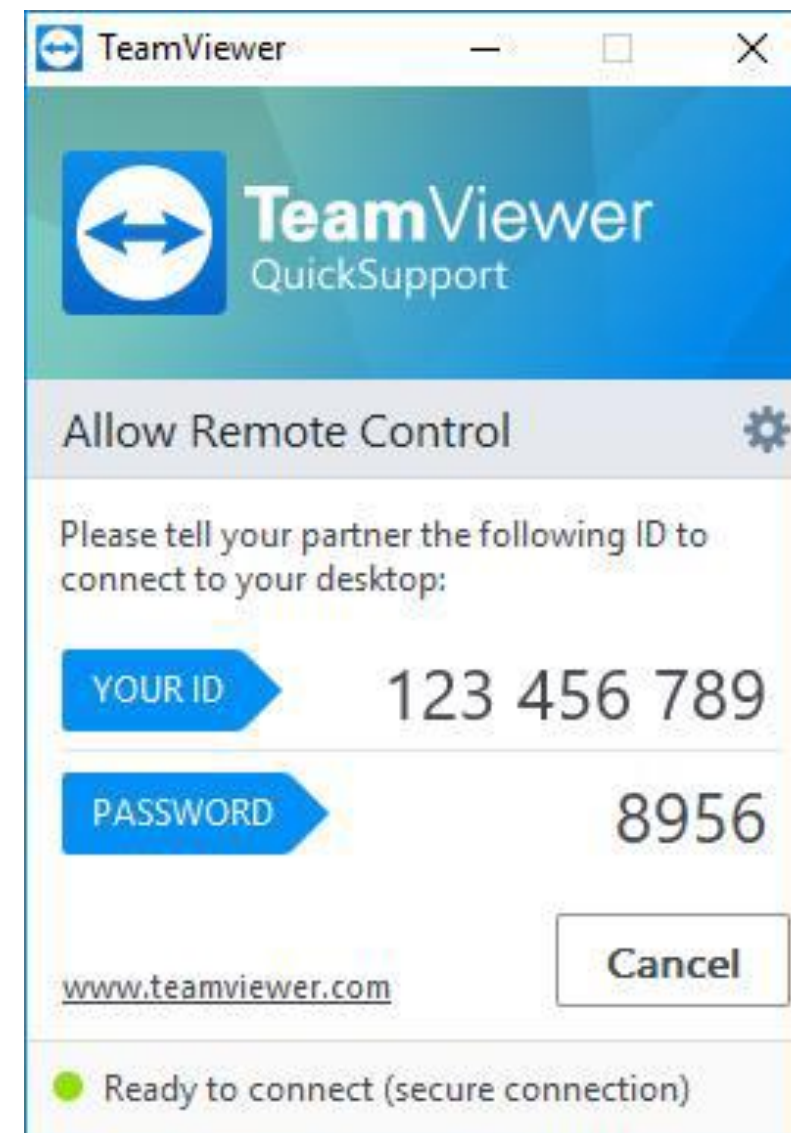 TeamViewer
TeamViewer
QuickSupport
Allow Remote Control
Please tell your partner the following ID to
connect to your desktop:
YOUR ID 123 456 789
PASSWORD 8956
Cancel
www.teamviewer.com
Ready to connect (secure connection)